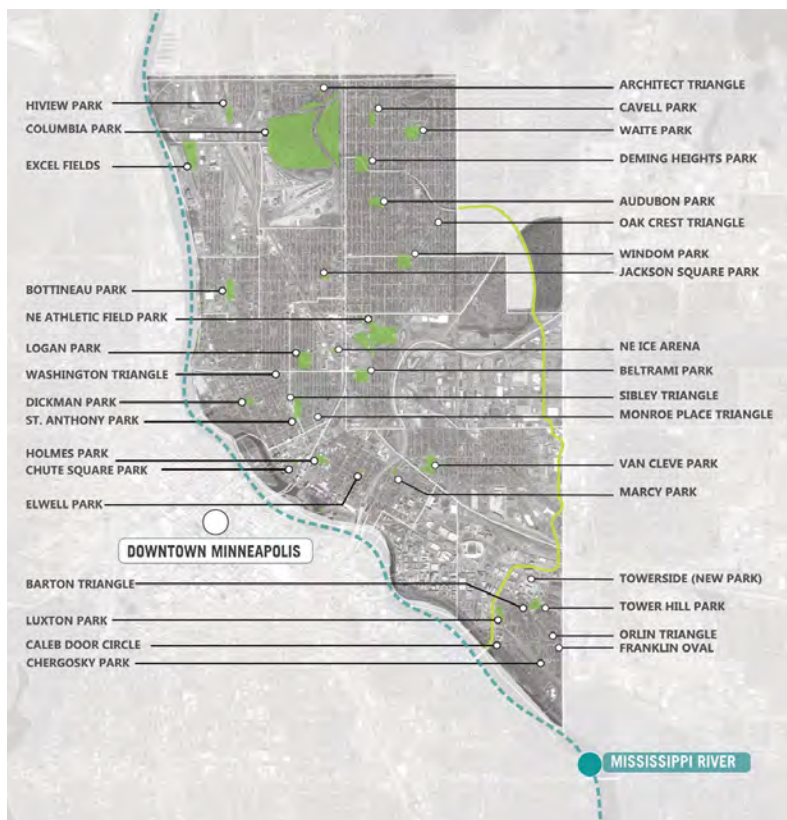 HIVIEW PARK
COLUMBIA PARK
EXCEL FIELDS
BOTTINEAU PARK
NE ATHLETIC FIELD PARK
LOGAN PARK
WASHINGTON TRIANGLE
DICKMAN PARK
ST. ANTHONY PARK
HOLMES PARK
CHUTE SQUARE PARK
ELWELL PARK
DOWNTOWN MINNEAPOLIS
BARTON TRIANGLE
LUXTON PARK
CALEB DOOR CIRCLE
CHERGOSKY PARK
ARCHITECT TRIANGLE
CAVELL PARK
WAITE PARK
DEMING HEIGHTS PARK
AUDUBON PARK
OAK CREST TRIANGLE
WINDOM PARK
JACKSON SQUARE PARK
NE ICE ARENA
BELTRAMI PARK
SIBLEY TRIANGLE
MONROE PLACE TRIANGLE
VAN CLEVE PARK
MARCY PARK
TOWERSIDE (NEW PARK)
TOWER HILL PARK
ORLIN TRIANGLE
FRANKLIN OVAL
MISSISSIPPI RIVER